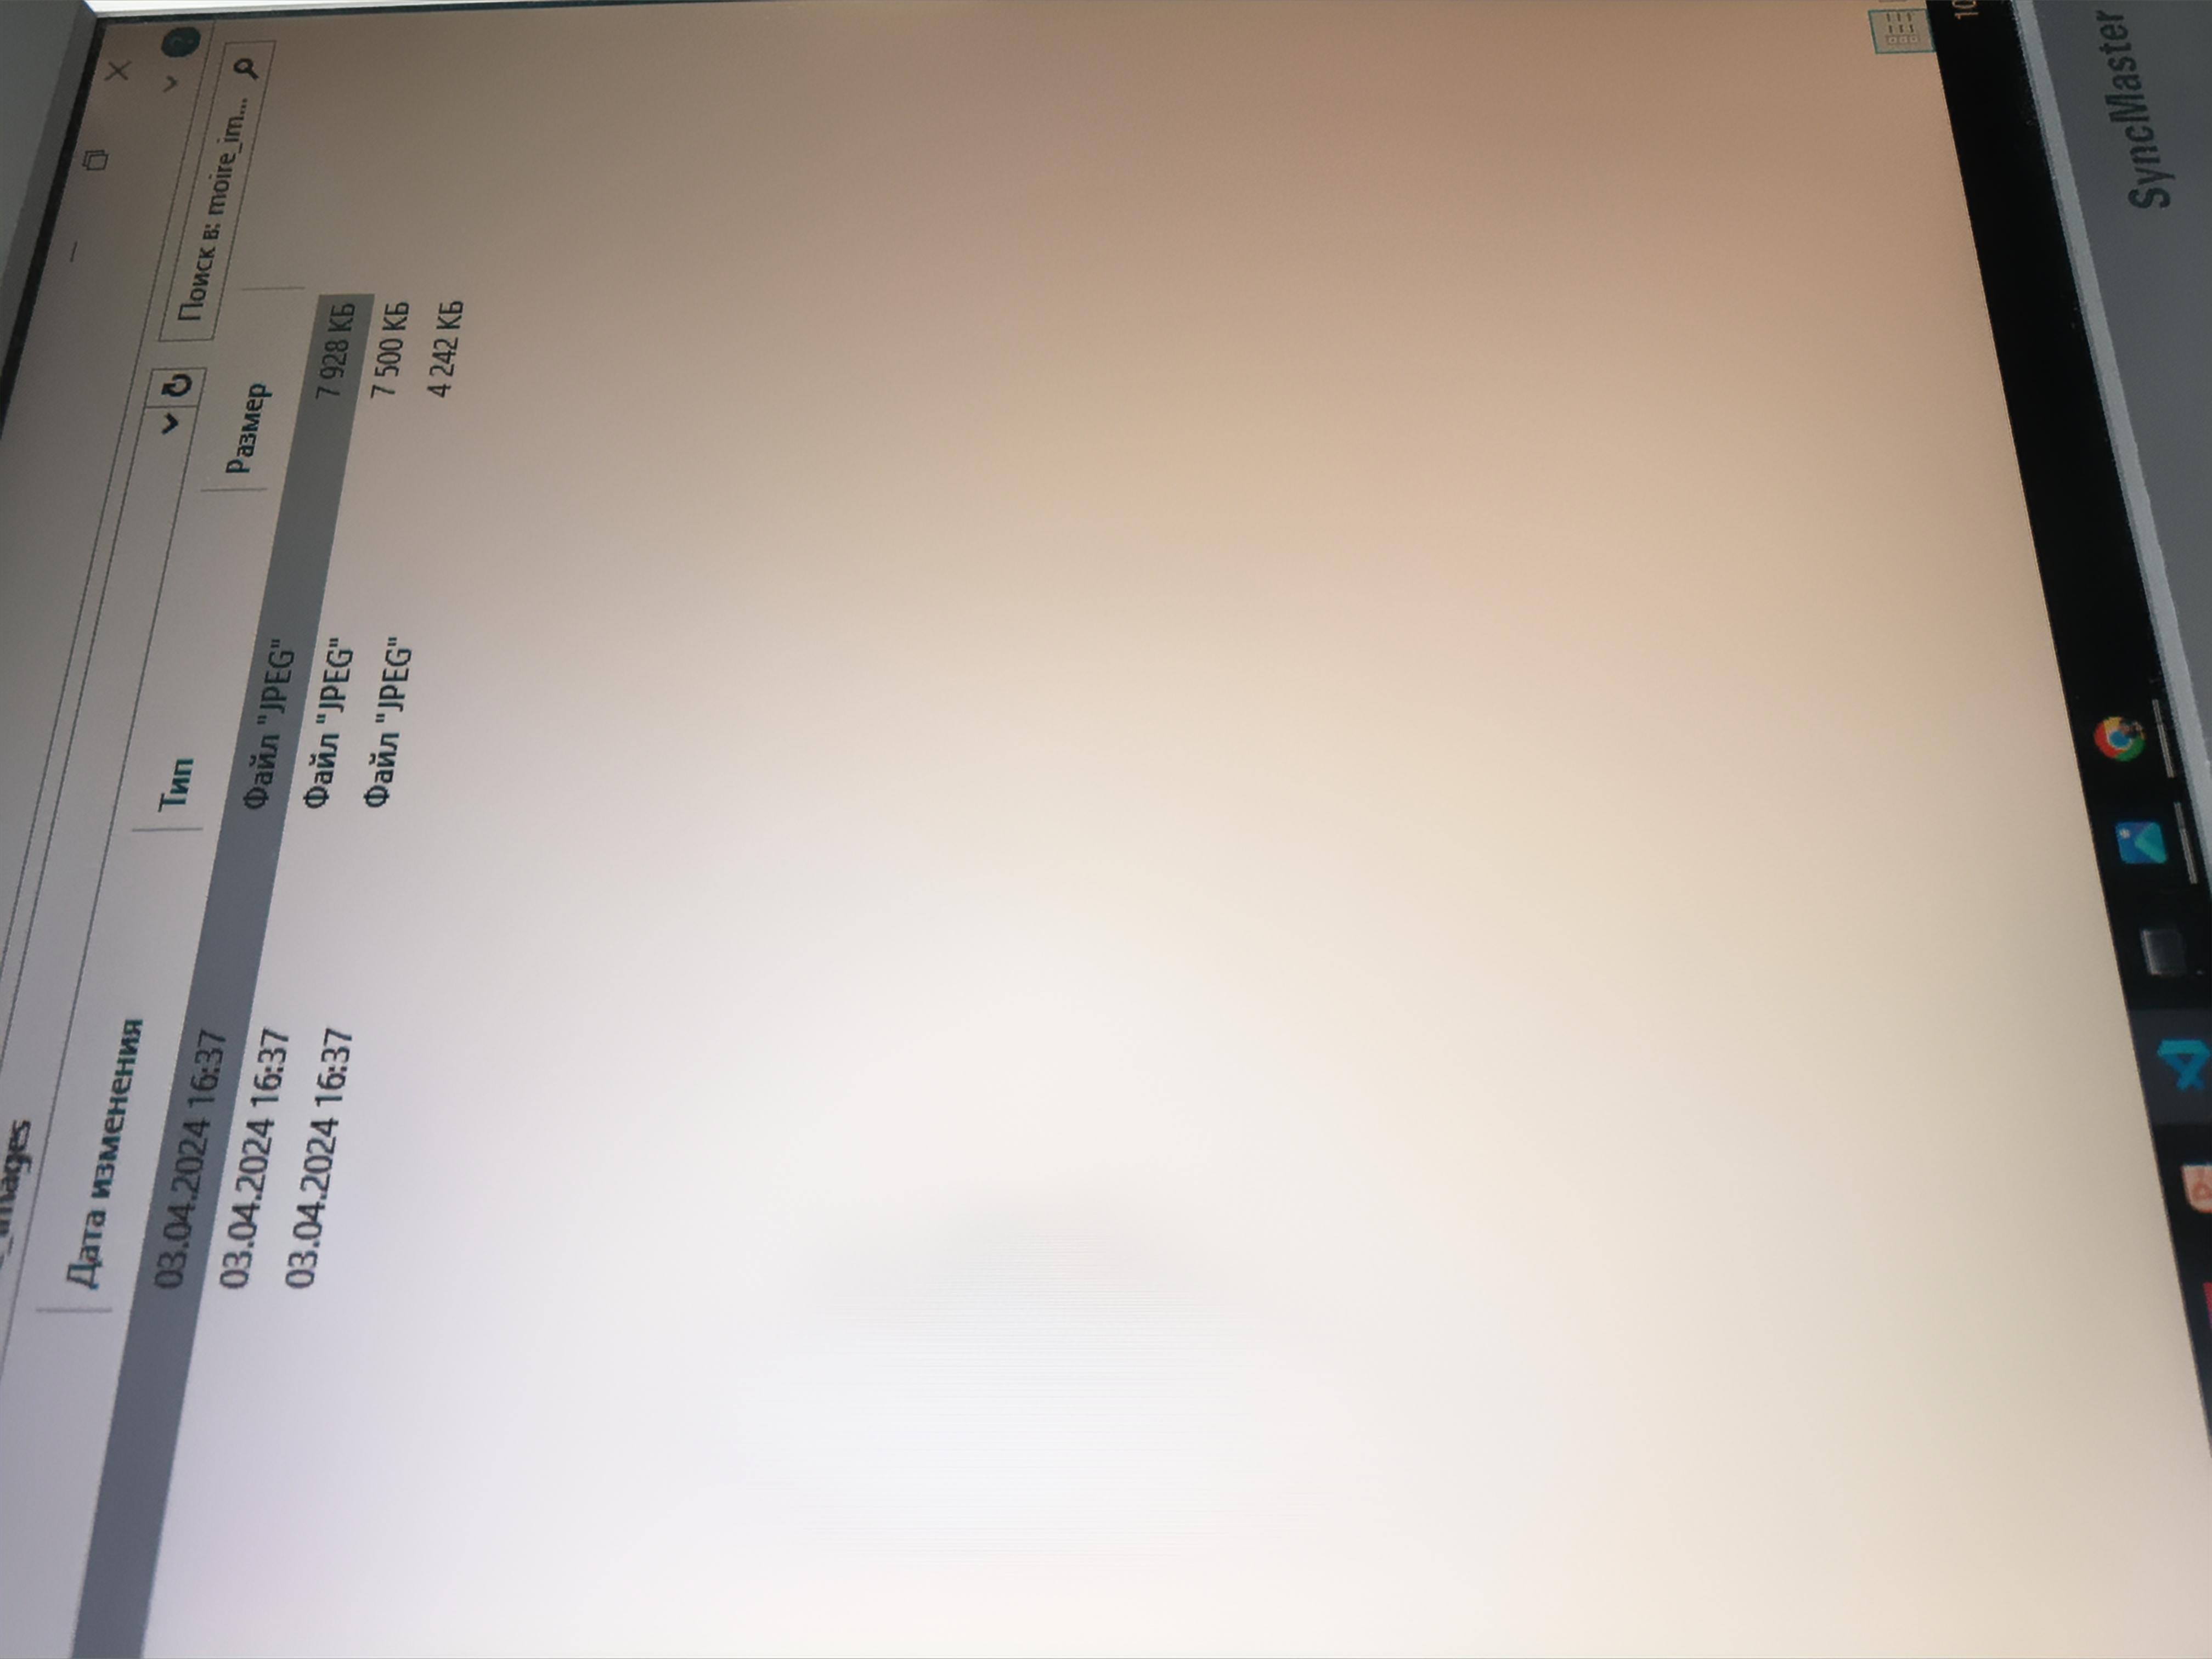 _images
Поиск в: moire_im...
Дата изменения Тип Размер
03.04.2024 16:37 Файл "JPEG" 7 928 КБ
03.04.2024 16:37 Файл "JPEG" 7 500 КБ
03.04.2024 16:37 Файл "JPEG" 4 242 КБ
10
SyncMaster